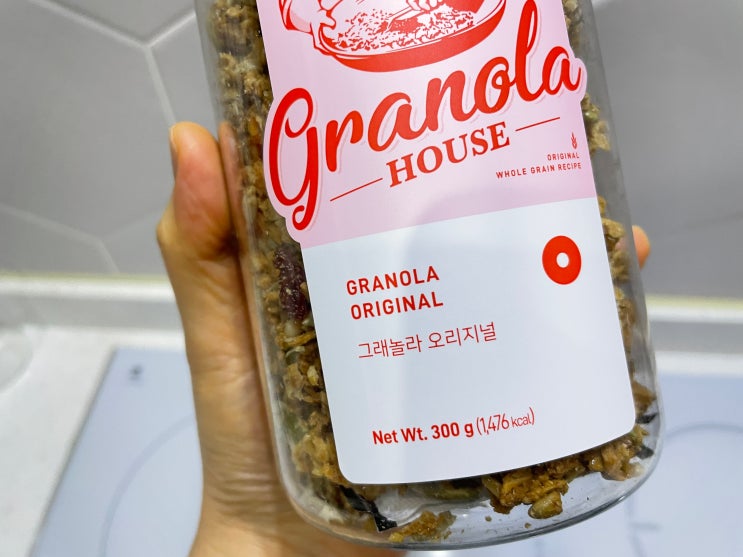 Granola
HOUSE
ORIGINAL
WHOLE GRAIN RECIPE
GRANOLA
ORIGINAL
그래놀라 오리지널
Net Wt. 300 g (1,476 kcal)